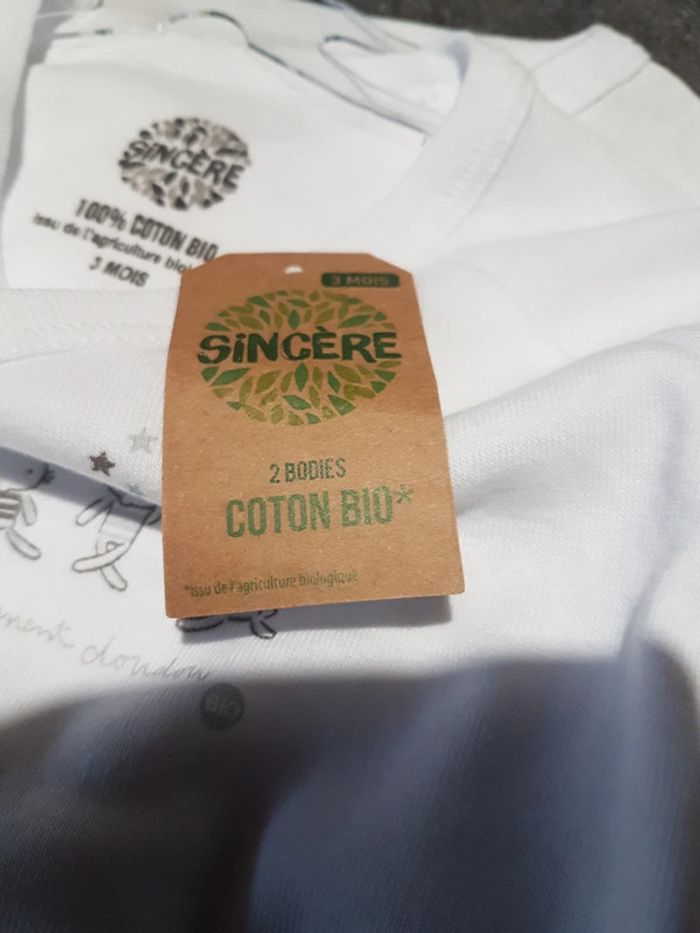 SiNCÈRE
100% COTON BIO
issu de l'agriculture
3 MOIS
3 MOIS
SiNCÈRE
2 BODIES
COTON BIO*
*issu de l'agriculture biologique
doudou
BIO